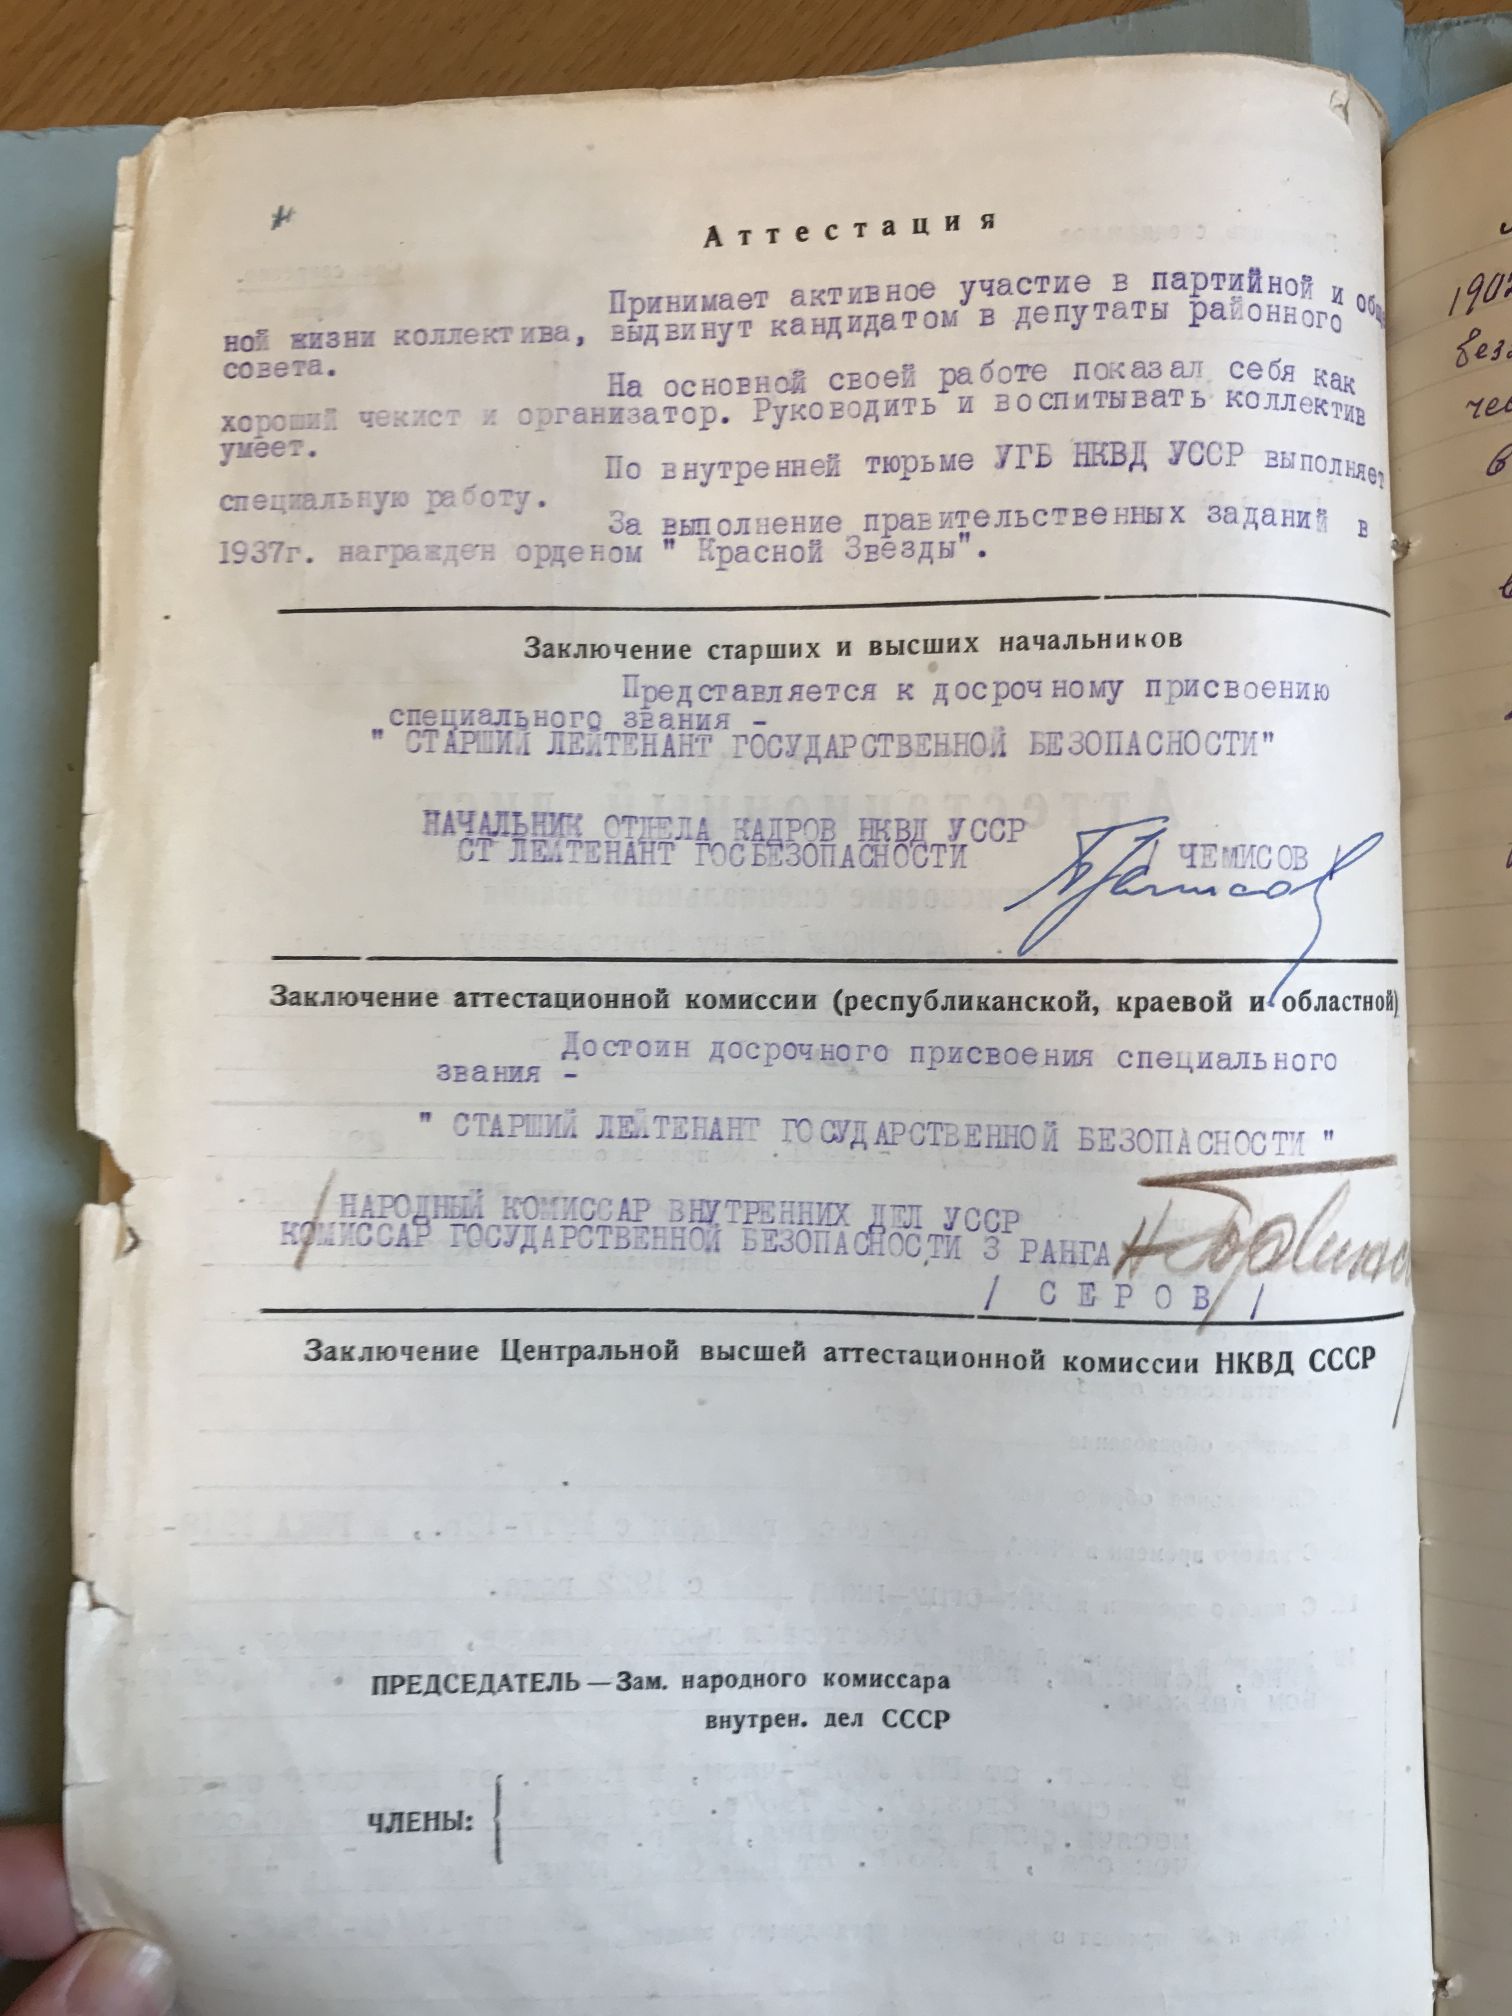 Аттестация
Принимает активное участие в партийной и общ
ной жизни коллектива, выдвинут кандидатом в депутаты районного
совета.
На основной своей работе показал себя как
хороший чекист и организатор. Руководить и воспитывать коллектив
умеет.
По внутренней тюрьме УГБ НКВД УССР выполняет
специальную работу.
За выполнение правительственных заданий в
1937г. награжден орденом " Красной Звезды".
Заключение старших и высших начальников
Представляется к досрочному присвоению
специального звания -
" СТАРШИЙ ЛЕЙТЕНАНТ ГОСУДАРСТВЕННОЙ БЕЗОПАСНОСТИ"
НАЧАЛЬНИК ОТДЕЛА КАДРОВ НКВД УССР
СТ ЛЕЙТЕНАНТ ГОСБЕЗОПАСНОСТИ / ЧЕМИСОВ /
Заключение аттестационной комиссии (республиканской, краевой и областной)
Достоин досрочного присвоения специального
звания -
" СТАРШИЙ ЛЕЙТЕНАНТ ГОСУДАРСТВЕННОЙ БЕЗОПАСНОСТИ "
НАРОДНЫЙ КОМИССАР ВНУТРЕННИХ ДЕЛ УССР
КОМИССАР ГОСУДАРСТВЕННОЙ БЕЗОПАСНОСТИ 3 РАНГА
/ СЕРОВ /
Заключение Центральной высшей аттестационной комиссии НКВД СССР
ПРЕДСЕДАТЕЛЬ — Зам. народного комиссара
внутрен. дел СССР
ЧЛЕНЫ: